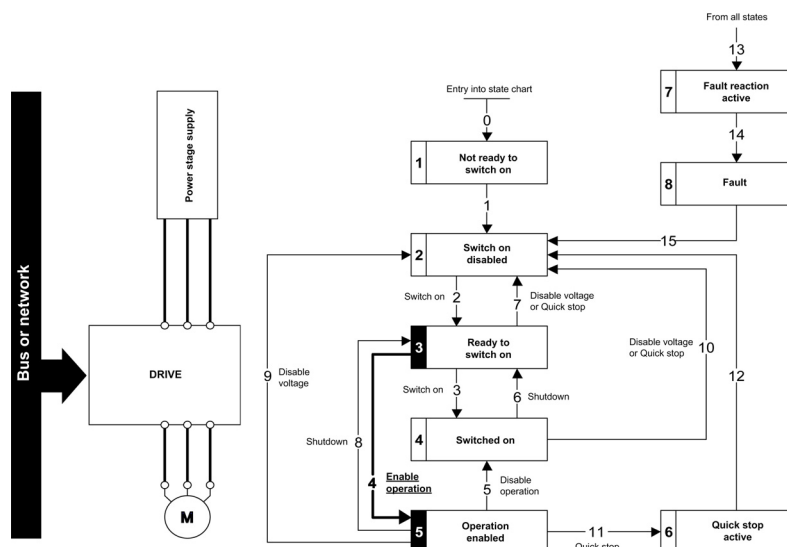 From all states
13
7
Fault reaction
active
14
8
Fault
15
Entry into state chart
0
1
Not ready to
switch on
1
2
Switch on
disabled
Switch on
2
7
Disable voltage
or Quick stop
3
Ready to
switch on
Switch on
3
6
Shutdown
4
Switched on
Disable voltage
or Quick stop
10
12
9
Disable
voltage
Shutdown
8
4
Enable
operation
5
Disable
operation
5
Operation
enabled
11
Quick stop
6
Quick stop
active
Bus or network
Power stage supply
DRIVE
M